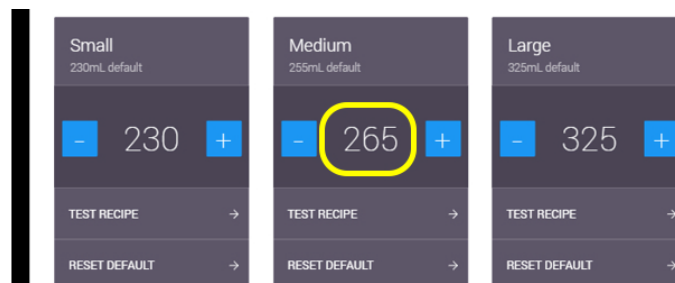 Small
230mL default
- 230 +
TEST RECIPE →
RESET DEFAULT →
Medium
255mL default
- 265 +
TEST RECIPE →
RESET DEFAULT →
Large
325mL default
- 325 +
TEST RECIPE →
RESET DEFAULT →